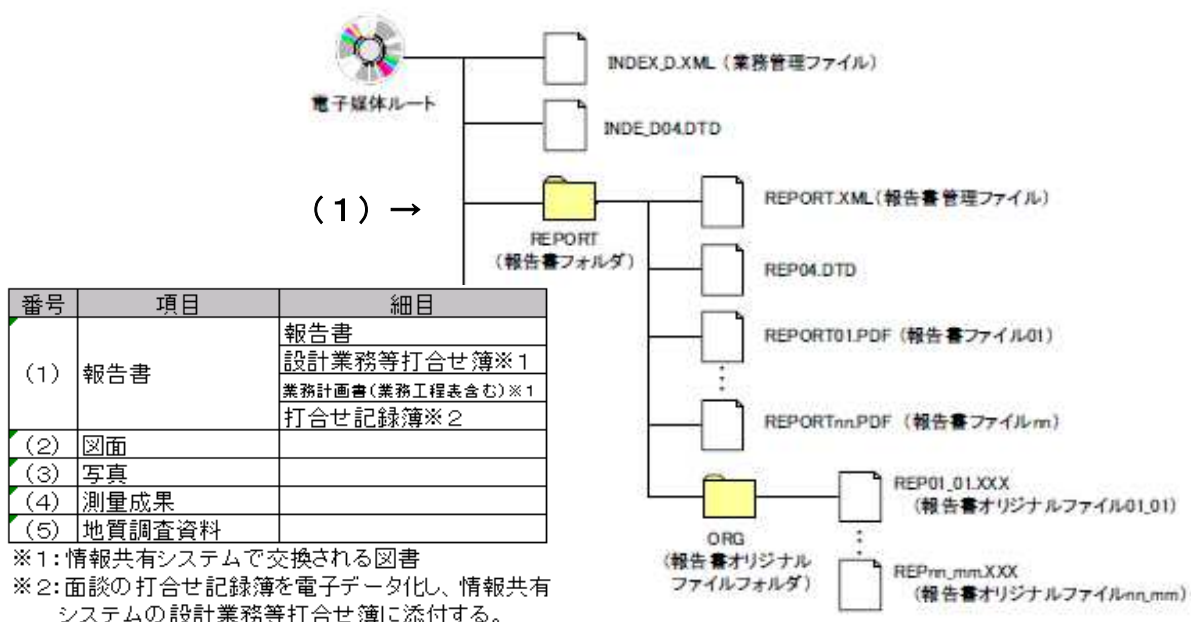 電子媒体ルート
INDEX_D.XML（業務管理ファイル）
INDE_D04.DTD
（1）→
REPORT
（報告書フォルダ）
REPORT.XML（報告書管理ファイル）
REP04.DTD
REPORT01.PDF（報告書ファイル01）
REPORTnn.PDF（報告書ファイルnn）
ORG
（報告書オリジナル
ファイルフォルダ）
REP01_01.XXX
（報告書オリジナルファイル01_01）
REPnn_mm.XXX
（報告書オリジナルファイルnn_mm）
番号 項目 細目
（1） 報告書 報告書
設計業務等打合せ簿※1
業務計画書（業務工程表含む）※1
打合せ記録簿※2
（2） 図面
（3） 写真
（4） 測量成果
（5） 地質調査資料
※1：情報共有システムで交換される図書
※2：面談の打合せ記録簿を電子データ化し、情報共有
システムの設計業務等打合せ簿に添付する。